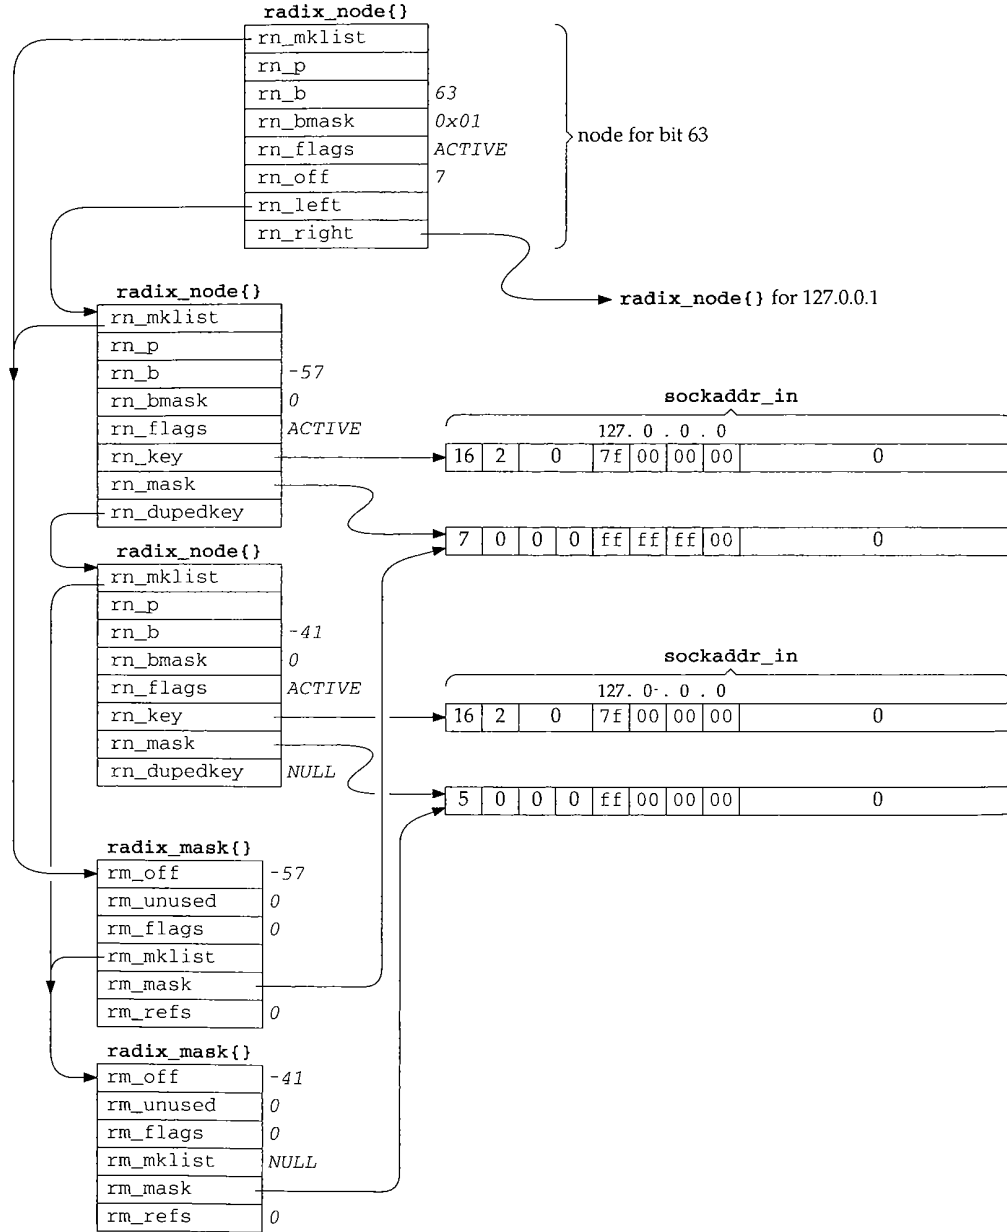 radix_node{}
rn_mklist
rn_p
rn_b 63
rn_bmask 0x01
rn_flags ACTIVE
rn_off 7
rn_left
rn_right
node for bit 63
radix_node{} for 127.0.0.1
radix_node{}
rn_mklist
rn_p
rn_b -57
rn_bmask 0
rn_flags ACTIVE
rn_key
rn_mask
rn_dupedkey
sockaddr_in
127. 0 . 0 . 0
16 2 0 7f 00 00 00 0
7 0 0 0 ff ff ff 00 0
radix_node{}
rn_mklist
rn_p
rn_b -41
rn_bmask 0
rn_flags ACTIVE
rn_key
rn_mask
rn_dupedkey NULL
sockaddr_in
127. 0 . 0 . 0
16 2 0 7f 00 00 00 0
5 0 0 0 ff 00 00 00 0
radix_mask{}
rm_off -57
rm_unused 0
rm_flags 0
rm_mklist
rm_mask
rm_refs 0
radix_mask{}
rm_off -41
rm_unused 0
rm_flags 0
rm_mklist NULL
rm_mask
rm_refs 0